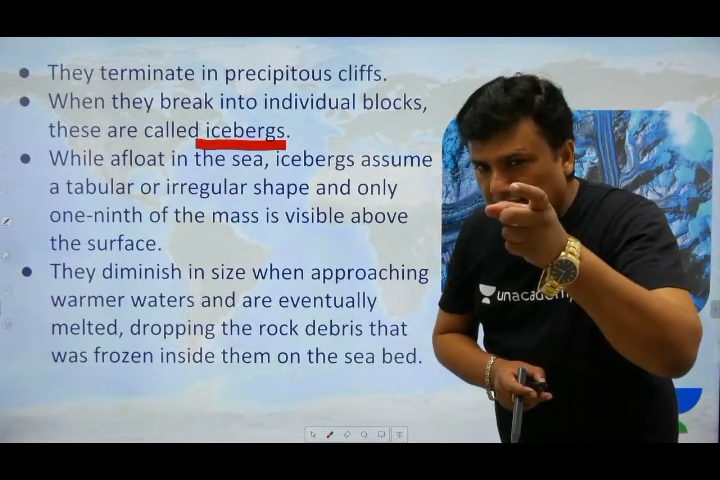 They terminate in precipitous cliffs.
When they break into individual blocks,
these are called icebergs.
While afloat in the sea, icebergs assume
a tabular or irregular shape and only
one-ninth of the mass is visible above
the surface.
They diminish in size when approaching
warmer waters and are eventually
melted, dropping the rock debris that
was frozen inside them on the sea bed.
unacademy